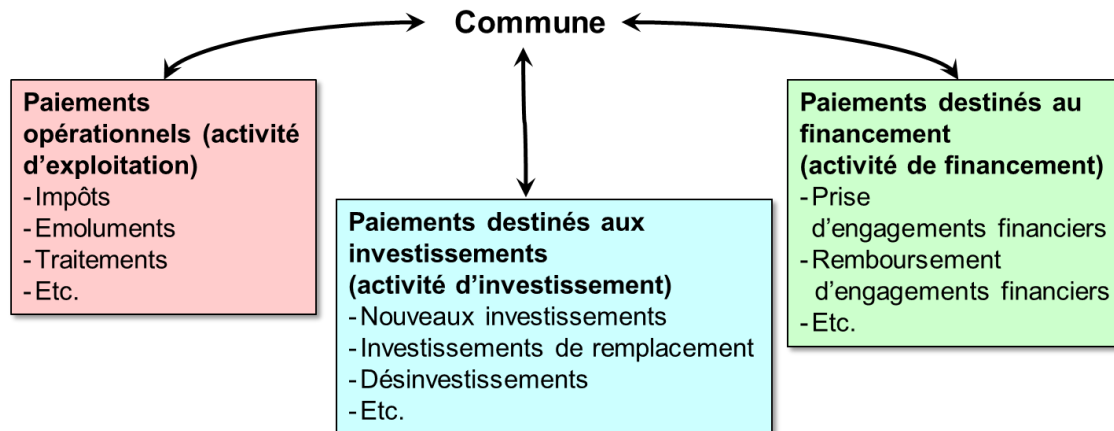 Commune
Paiements
opérationnels (activité
d’exploitation)
-Impôts
-Emoluments
-Traitements
-Etc.
Paiements destinés aux
investissements
(activité d’investissement)
-Nouveaux investissements
-Investissements de remplacement
-Désinvestissements
-Etc.
Paiements destinés au
financement
(activité de financement)
-Prise
d’engagements financiers
-Remboursement
d’engagements financiers
-Etc.